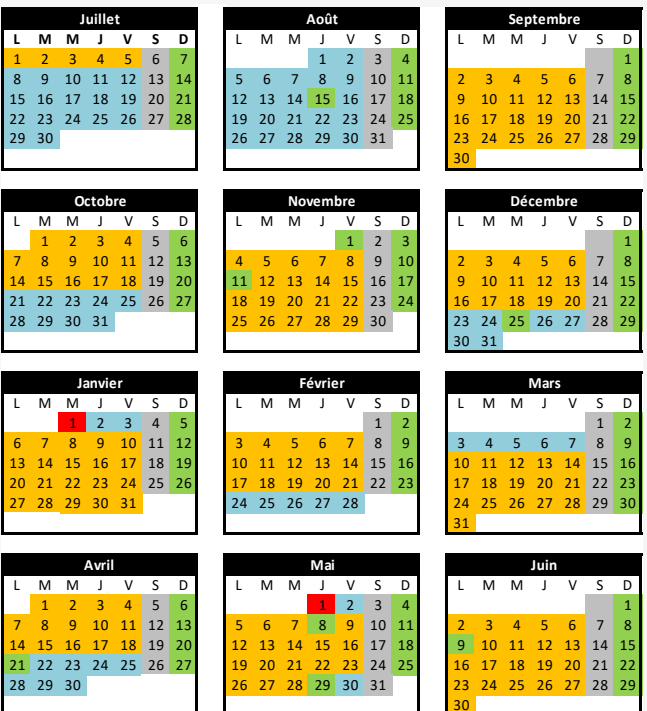 Juillet Août Septembre
L M M J V S D L M M J V S D L M M J V S D
1 2 3 4 5 6 7 1 2 3 4 1
8 9 10 11 12 13 14 5 6 7 8 9 10 11 2 3 4 5 6 7 8
15 16 17 18 19 20 21 12 13 14 15 16 17 18 9 10 11 12 13 14 15
22 23 24 25 26 27 28 19 20 21 22 23 24 25 16 17 18 19 20 21 22
29 30 26 27 28 29 30 31 23 24 25 26 27 28 29
30
Octobre Novembre Décembre
L M M J V S D L M M J V S D L M M J V S D
1 2 3 4 5 6 1 2 3 1
7 8 9 10 11 12 13 4 5 6 7 8 9 10 2 3 4 5 6 7 8
14 15 16 17 18 19 20 11 12 13 14 15 16 17 9 10 11 12 13 14 15
21 22 23 24 25 26 27 18 19 20 21 22 23 24 16 17 18 19 20 21 22
28 29 30 31 25 26 27 28 29 30 23 24 25 26 27 28 29
30 31
Janvier Février Mars
L M M J V S D L M M J V S D L M M J V S D
1 2 3 4 5 1 2 1 2
6 7 8 9 10 11 12 3 4 5 6 7 8 9 3 4 5 6 7 8 9
13 14 15 16 17 18 19 10 11 12 13 14 15 16 10 11 12 13 14 15 16
20 21 22 23 24 25 26 17 18 19 20 21 22 23 17 18 19 20 21 22 23
27 28 29 30 31 24 25 26 27 28 24 25 26 27 28 29 30
31
Avril Mai Juin
L M M J V S D L M M J V S D L M M J V S D
1 2 3 4 5 6 1 2 3 4 1
7 8 9 10 11 12 13 5 6 7 8 9 10 11 2 3 4 5 6 7 8
14 15 16 17 18 19 20 12 13 14 15 16 17 18 9 10 11 12 13 14 15
21 22 23 24 25 26 27 19 20 21 22 23 24 25 16 17 18 19 20 21 22
28 29 30 26 27 28 29 30 31 23 24 25 26 27 28 29
30